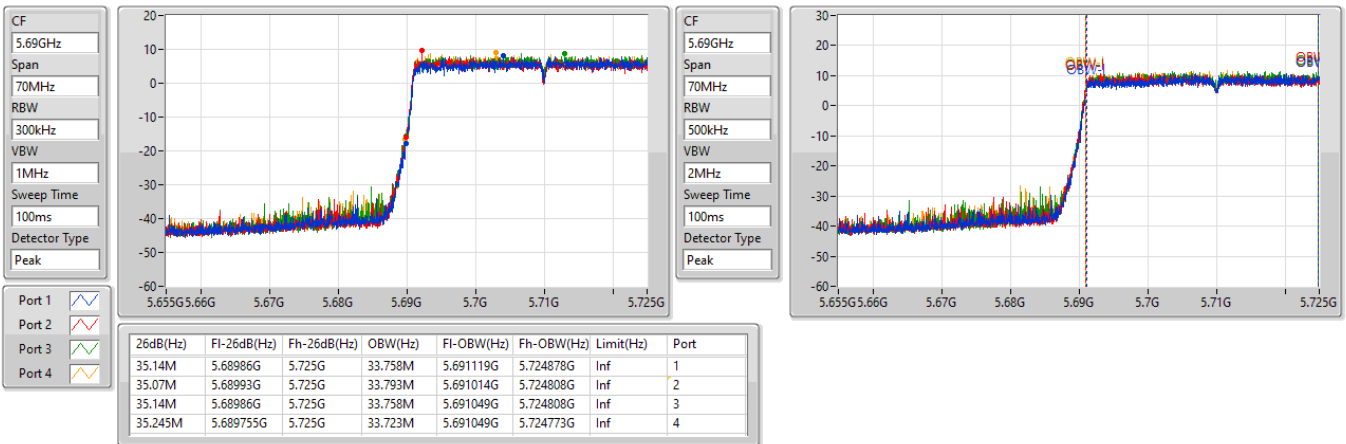 CF
5.69GHz
Span
70MHz
RBW
300kHz
VBW
1MHz
Sweep Time
100ms
Detector Type
Peak
20
10
0
-10
-20
-30
-40
-50
-60
5.655G 5.66G 5.67G 5.68G 5.69G 5.7G 5.71G 5.725G
CF
5.69GHz
Span
70MHz
RBW
500kHz
VBW
2MHz
Sweep Time
100ms
Detector Type
Peak
30
20
10
0
-10
-20
-30
-40
-50
-60
OBW-l
OBV
5.655G 5.66G 5.67G 5.68G 5.69G 5.7G 5.71G 5.725G
Port 1
Port 2
Port 3
Port 4
26dB(Hz) Fl-26dB(Hz) Fh-26dB(Hz) OBW(Hz) Fl-OBW(Hz) Fh-OBW(Hz) Limit(Hz) Port
35.14M 5.68986G 5.725G 33.758M 5.691119G 5.724878G Inf 1
35.07M 5.68993G 5.725G 33.793M 5.691014G 5.724808G Inf 2
35.14M 5.68986G 5.725G 33.758M 5.691049G 5.724808G Inf 3
35.245M 5.689755G 5.725G 33.723M 5.691049G 5.724773G Inf 4